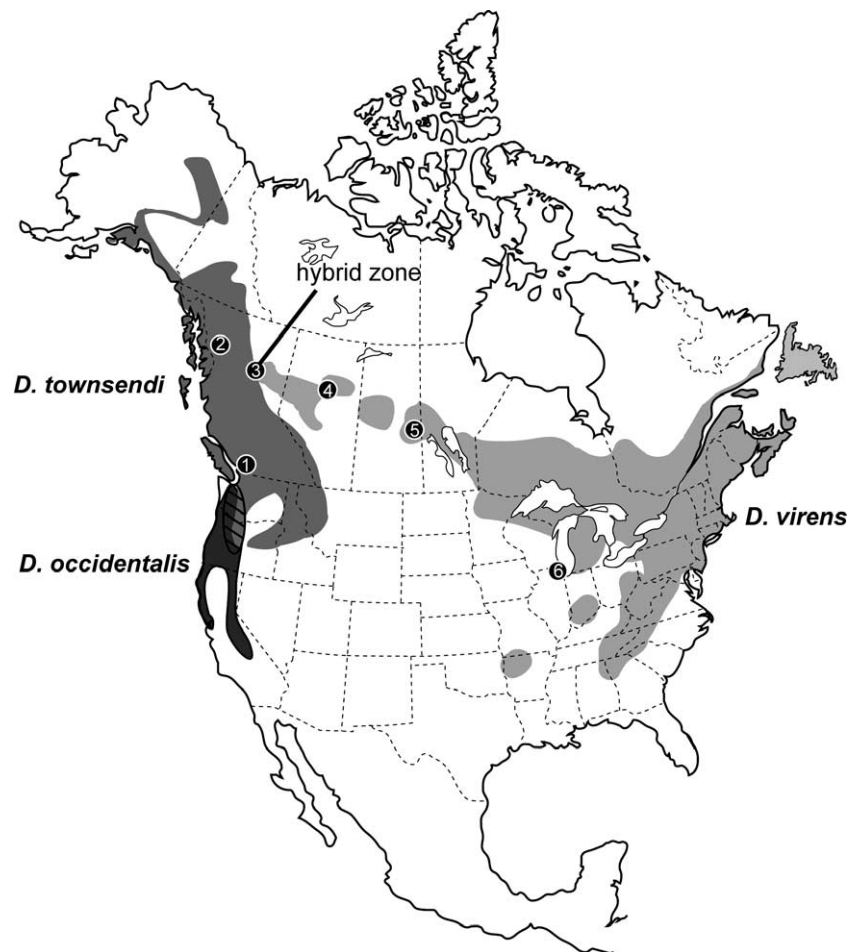 hybrid zone
2
3
D. townsendi
4
5
1
D. virens
D. occidentalis
6